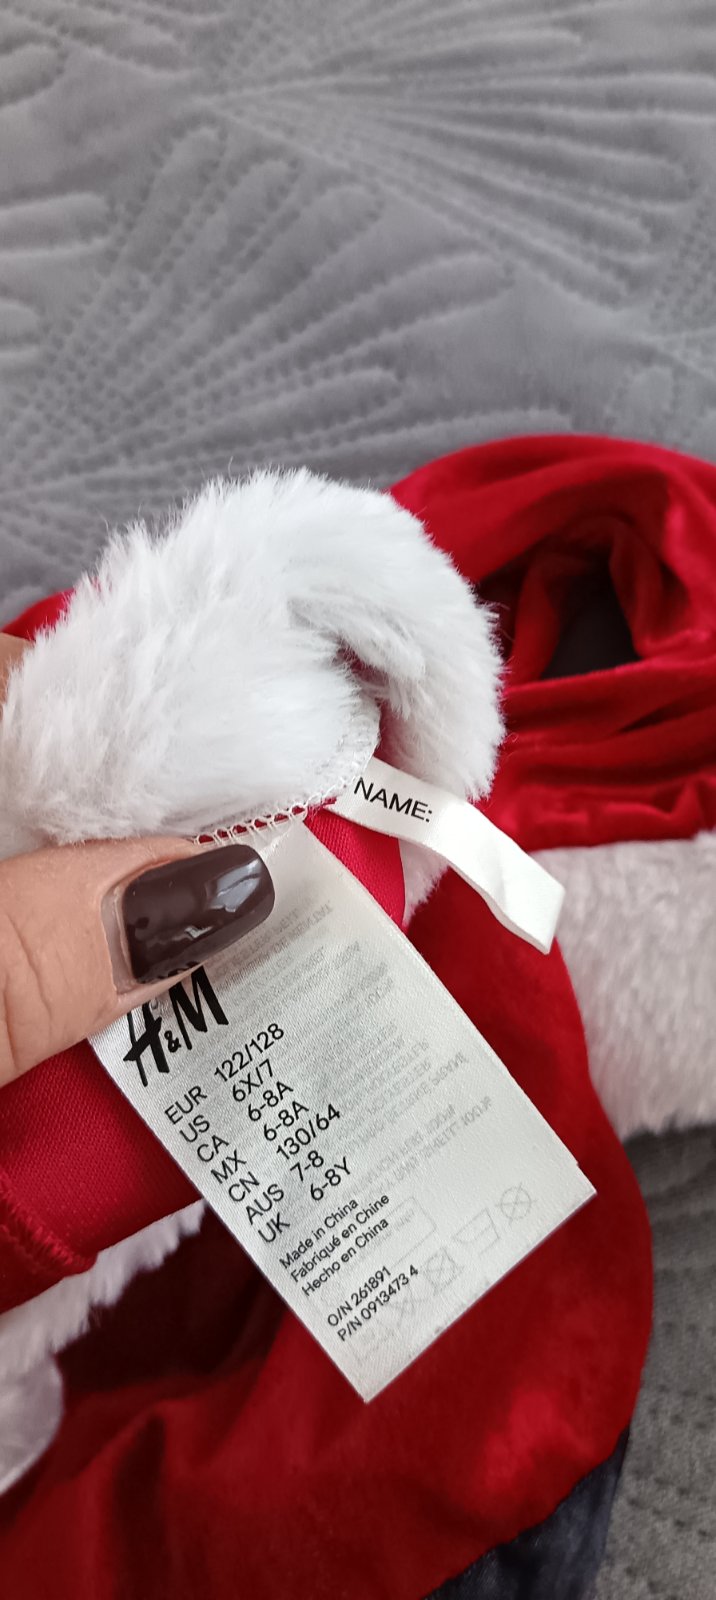 NAME:
H&M
EUR 122/128
US 6X/7
CA 6-8A
MX 6-8A
CN 130/64
AUS 7-8
UK 6-8Y
Made in China
Fabriqué en Chine
Hecho en China
O/N 261891
P/N 0913473 4